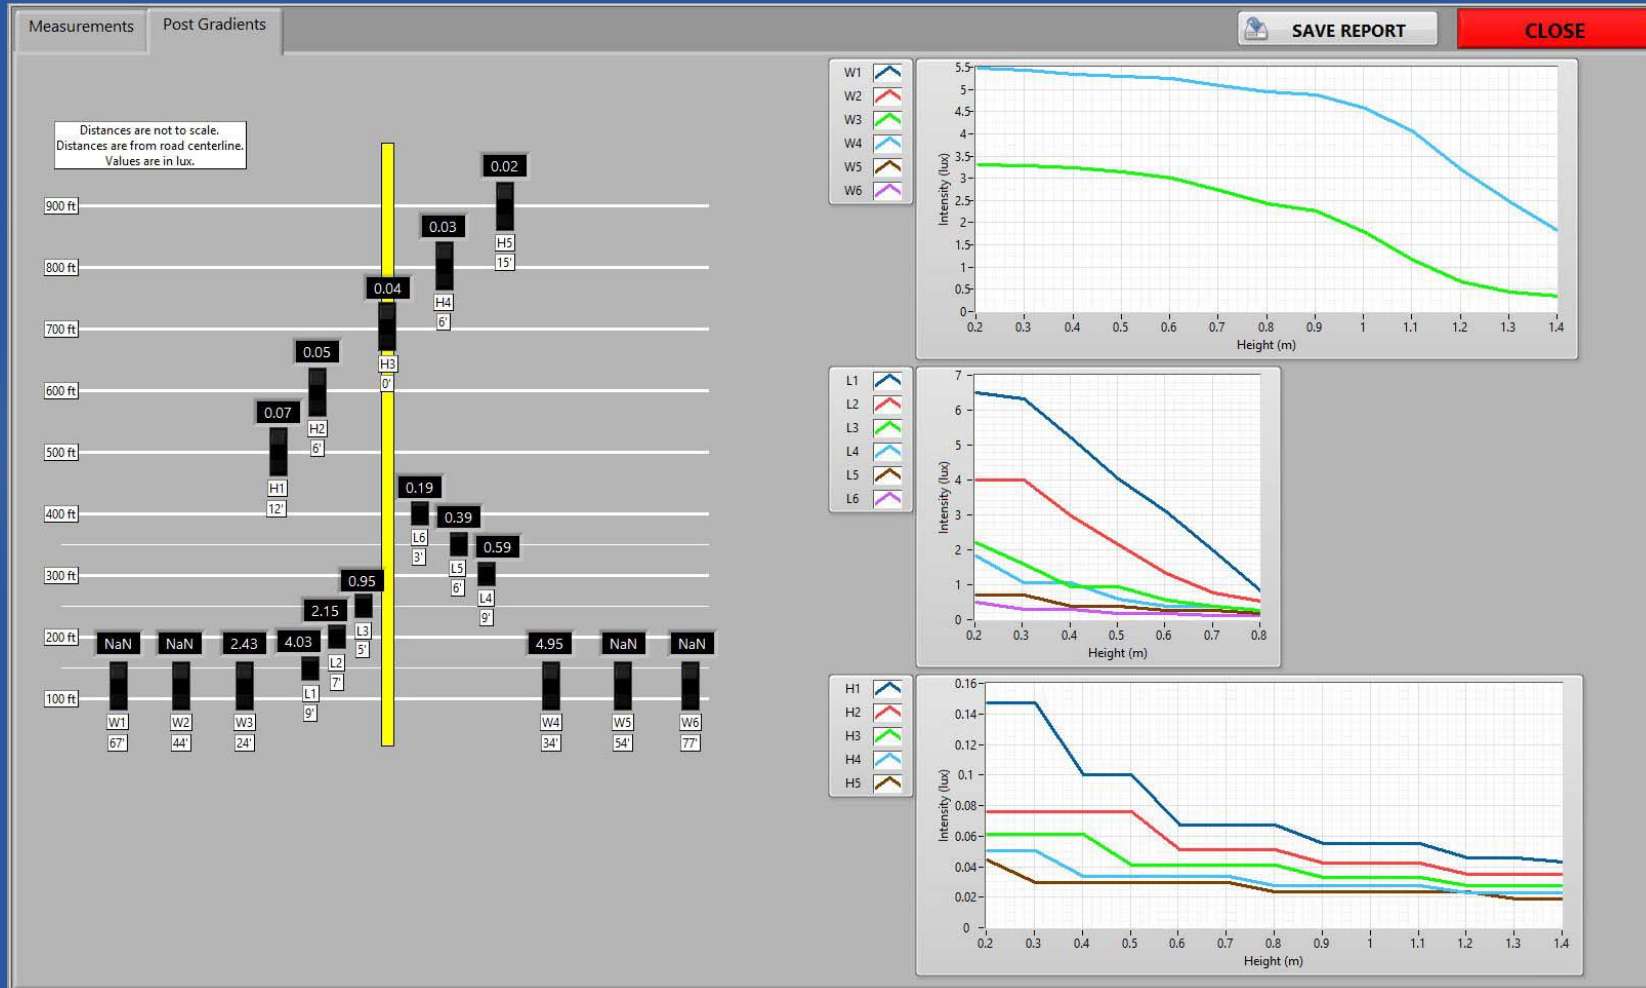 Measurements
Post Gradients
SAVE REPORT
CLOSE
Distances are not to scale.
Distances are from road centerline.
Values are in lux.
900 ft
800 ft
700 ft
600 ft
500 ft
400 ft
300 ft
200 ft
100 ft
0.02
H5
15'
0.03
H4
6'
0.04
H3
0'
0.05
H2
6'
0.07
H1
12'
0.19
L6
3'
0.39
L5
6'
0.59
L4
9'
0.95
L3
5'
2.15
L2
7'
4.03
L1
9'
NaN
W1
67'
NaN
W2
44'
2.43
W3
24'
4.95
W4
34'
NaN
W5
54'
NaN
W6
77'
W1
W2
W3
W4
W5
W6
Intensity (lux)
5.5
5
4.5
4
3.5
3
2.5
2
1.5
1
0.5
0
0.2 0.3 0.4 0.5 0.6 0.7 0.8 0.9 1 1.1 1.2 1.3 1.4
Height (m)
L1
L2
L3
L4
L5
L6
Intensity (lux)
7
6
5
4
3
2
1
0
0.2 0.3 0.4 0.5 0.6 0.7 0.8
Height (m)
H1
H2
H3
H4
H5
Intensity (lux)
0.16
0.14
0.12
0.1
0.08
0.06
0.04
0.02
0
0.2 0.3 0.4 0.5 0.6 0.7 0.8 0.9 1 1.1 1.2 1.3 1.4
Height (m)